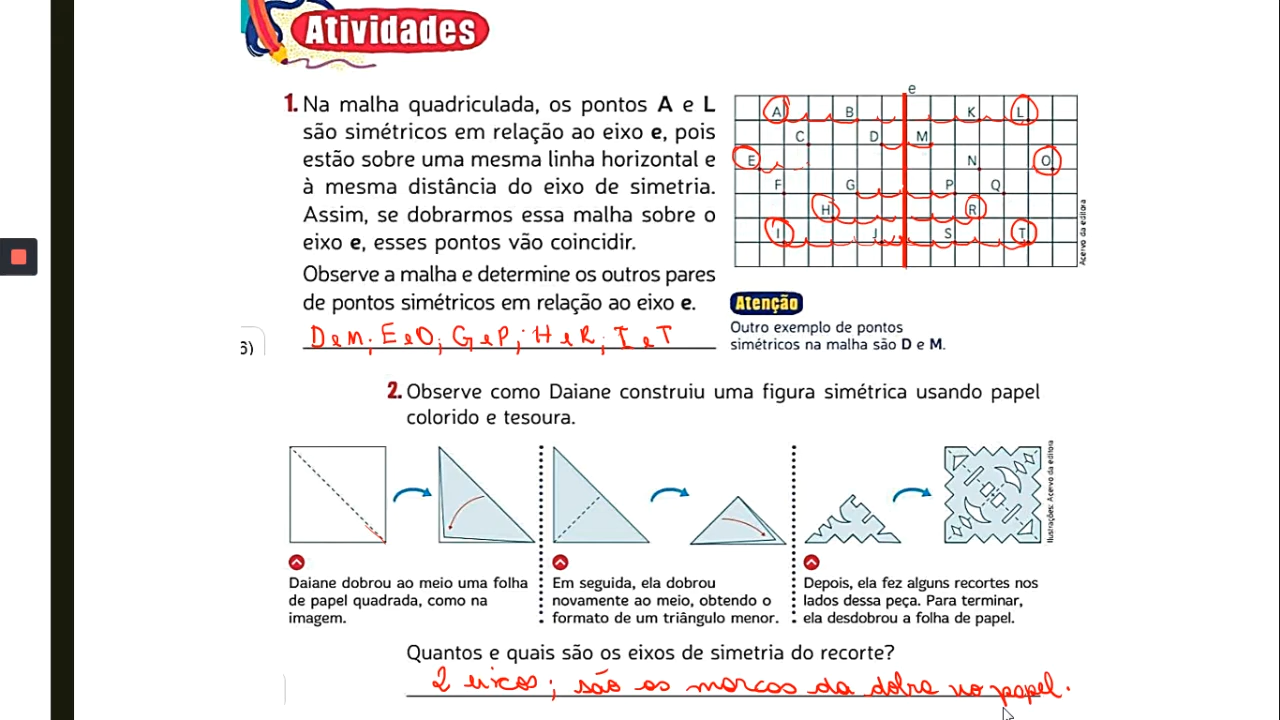 Atividades
1. Na malha quadriculada, os pontos A e L
são simétricos em relação ao eixo e, pois
estão sobre uma mesma linha horizontal e
à mesma distância do eixo de simetria.
Assim, se dobrarmos essa malha sobre o
eixo e, esses pontos vão coincidir.
Observe a malha e determine os outros pares
de pontos simétricos em relação ao eixo e.
D e M; E e O; G e P; H e R; I e T
6)
e
A B K L
C D M
E N O
F G P Q
H R
I J S T
Acervo da editora
Atenção
Outro exemplo de pontos
simétricos na malha são D e M.
2. Observe como Daiane construiu uma figura simétrica usando papel
colorido e tesoura.
Ilustrações: Acervo da editora
Daiane dobrou ao meio uma folha
de papel quadrada, como na
imagem.
Em seguida, ela dobrou
novamente ao meio, obtendo o
formato de um triângulo menor.
Depois, ela fez alguns recortes nos
lados dessa peça. Para terminar,
ela desdobrou a folha de papel.
Quantos e quais são os eixos de simetria do recorte?
2 eixos; são as marcas da dobra no papel.